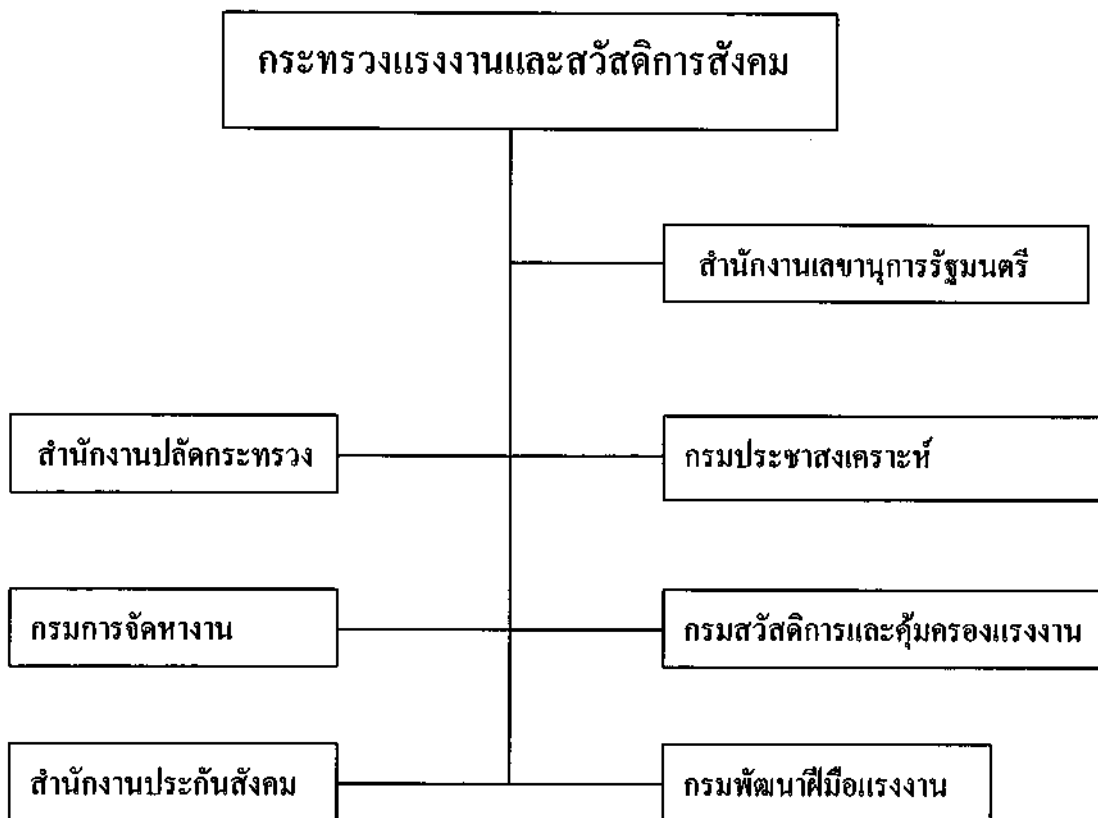 กระทรวงแรงงานและสวัสดิการสังคม
สำนักงานเลขานุการรัฐมนตรี
สำนักงานปลัดกระทรวง
กรมประชาสงเคราะห์
กรมการจัดหางาน
กรมสวัสดิการและคุ้มครองแรงงาน
สำนักงานประกันสังคม
กรมพัฒนาฝีมือแรงงาน